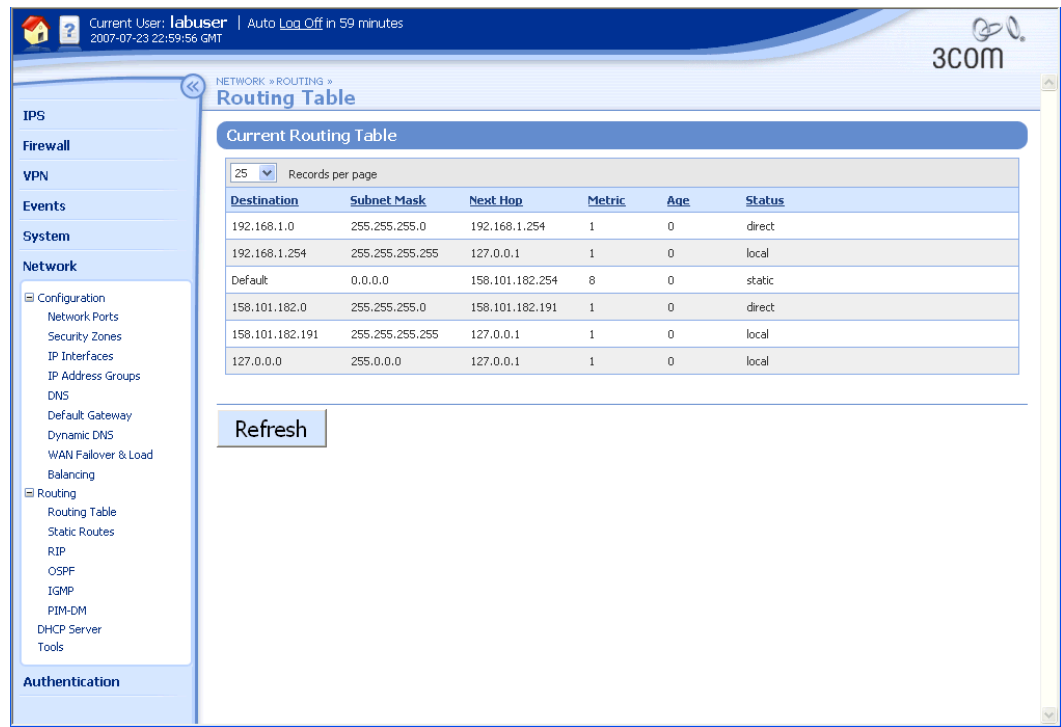 Current User: labuser | Auto Log Off in 59 minutes
2007-07-23 22:59:56 GMT
3COM
IPS
Firewall
VPN
Events
System
Network
Configuration
Network Ports
Security Zones
IP Interfaces
IP Address Groups
DNS
Default Gateway
Dynamic DNS
WAN Failover & Load
Balancing
Routing
Routing Table
Static Routes
RIP
OSPF
IGMP
PIM-DM
DHCP Server
Tools
Authentication
NETWORK » ROUTING »
Routing Table
Current Routing Table
25 Records per page
Destination Subnet Mask Next Hop Metric Age Status
192.168.1.0 255.255.255.0 192.168.1.254 1 0 direct
192.168.1.254 255.255.255.255 127.0.0.1 1 0 local
Default 0.0.0.0 158.101.182.254 8 0 static
158.101.182.0 255.255.255.0 158.101.182.191 1 0 direct
158.101.182.191 255.255.255.255 127.0.0.1 1 0 local
127.0.0.0 255.0.0.0 127.0.0.1 1 0 local
Refresh